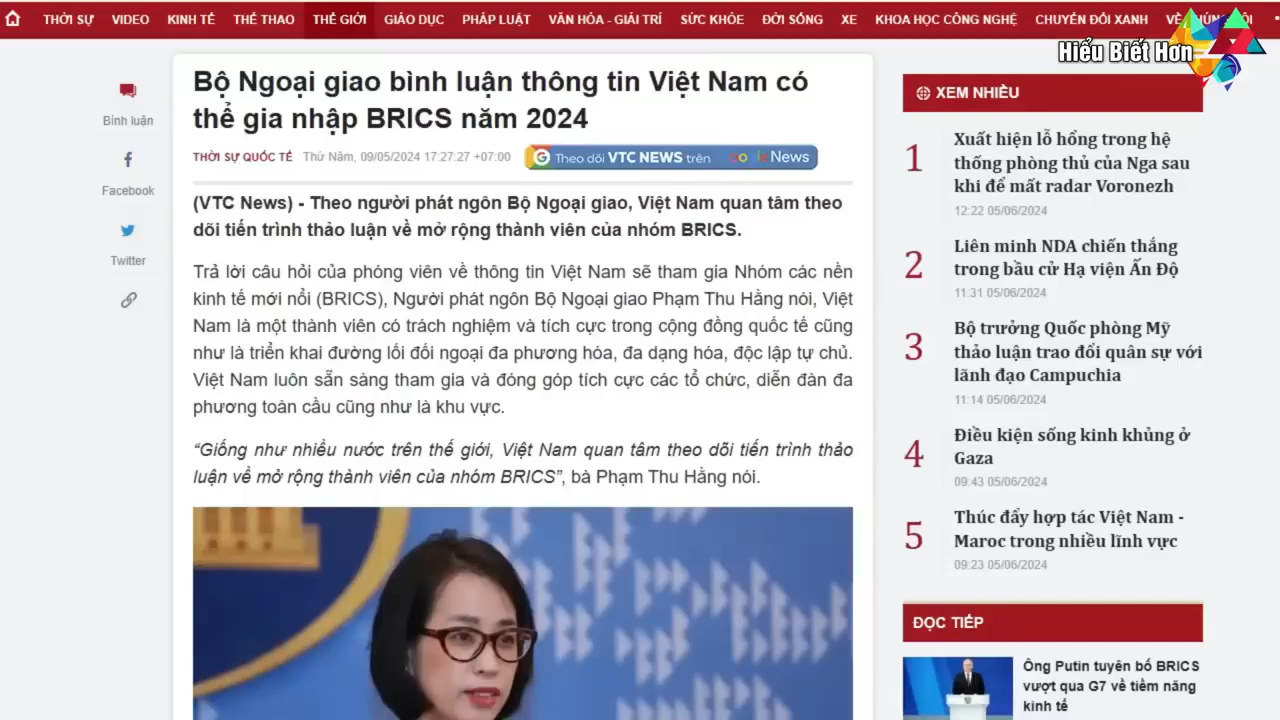 THỜI SỰ VIDEO KINH TẾ THỂ THAO THẾ GIỚI GIÁO DỤC PHÁP LUẬT VĂN HÓA - GIẢI TRÍ SỨC KHỎE ĐỜI SỐNG XE KHOA HỌC CÔNG NGHỆ CHUYỂN ĐỔI XANH
Hiểu Biết Hơn
Bộ Ngoại giao bình luận thông tin Việt Nam có
thể gia nhập BRICS năm 2024
THỜI SỰ QUỐC TẾ Thứ Năm, 09/05/2024 17:27:27 +07:00 Theo dõi VTC NEWS trên News
(VTC News) - Theo người phát ngôn Bộ Ngoại giao, Việt Nam quan tâm theo
dõi tiến trình thảo luận về mở rộng thành viên của nhóm BRICS.
Trả lời câu hỏi của phóng viên về thông tin Việt Nam sẽ tham gia Nhóm các nền
kinh tế mới nổi (BRICS), Người phát ngôn Bộ Ngoại giao Phạm Thu Hằng nói, Việt
Nam là một thành viên có trách nghiệm và tích cực trong cộng đồng quốc tế cũng
như là triển khai đường lối đối ngoại đa phương hóa, đa dạng hóa, độc lập tự chủ.
Việt Nam luôn sẵn sàng tham gia và đóng góp tích cực các tổ chức, diễn đàn đa
phương toàn cầu cũng như là khu vực.
“Giống như nhiều nước trên thế giới, Việt Nam quan tâm theo dõi tiến trình thảo
luận về mở rộng thành viên của nhóm BRICS”, bà Phạm Thu Hằng nói.
Bình luận
Facebook
Twitter
XEM NHIỀU
1 Xuất hiện lỗ hổng trong hệ
thống phòng thủ của Nga sau
khi để mất radar Voronezh
12:22 05/06/2024
2 Liên minh NDA chiến thắng
trong bầu cử Hạ viện Ấn Độ
11:31 05/06/2024
3 Bộ trưởng Quốc phòng Mỹ
thảo luận trao đổi quân sự với
lãnh đạo Campuchia
11:14 05/06/2024
4 Điều kiện sống kinh khủng ở
Gaza
09:43 05/06/2024
5 Thúc đẩy hợp tác Việt Nam -
Maroc trong nhiều lĩnh vực
09:23 05/06/2024
ĐỌC TIẾP
Ông Putin tuyên bố BRICS
vượt qua G7 về tiềm năng
kinh tế